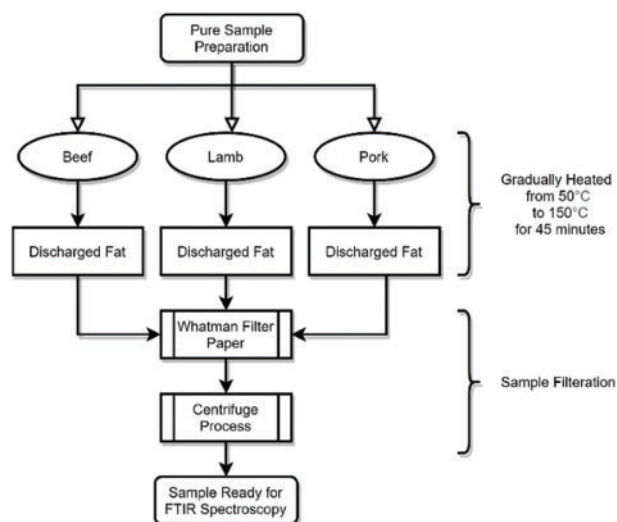 Pure Sample
Preparation
Beef
Lamb
Pork
Gradually Heated
from 50°C
to 150°C
for 45 minutes
Discharged Fat
Discharged Fat
Discharged Fat
Whatman Filter
Paper
Sample Filteration
Centrifuge
Process
Sample Ready for
FTIR Spectroscopy